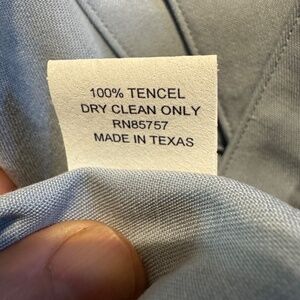 100% TENCEL
DRY CLEAN ONLY
RN85757
MADE IN TEXAS